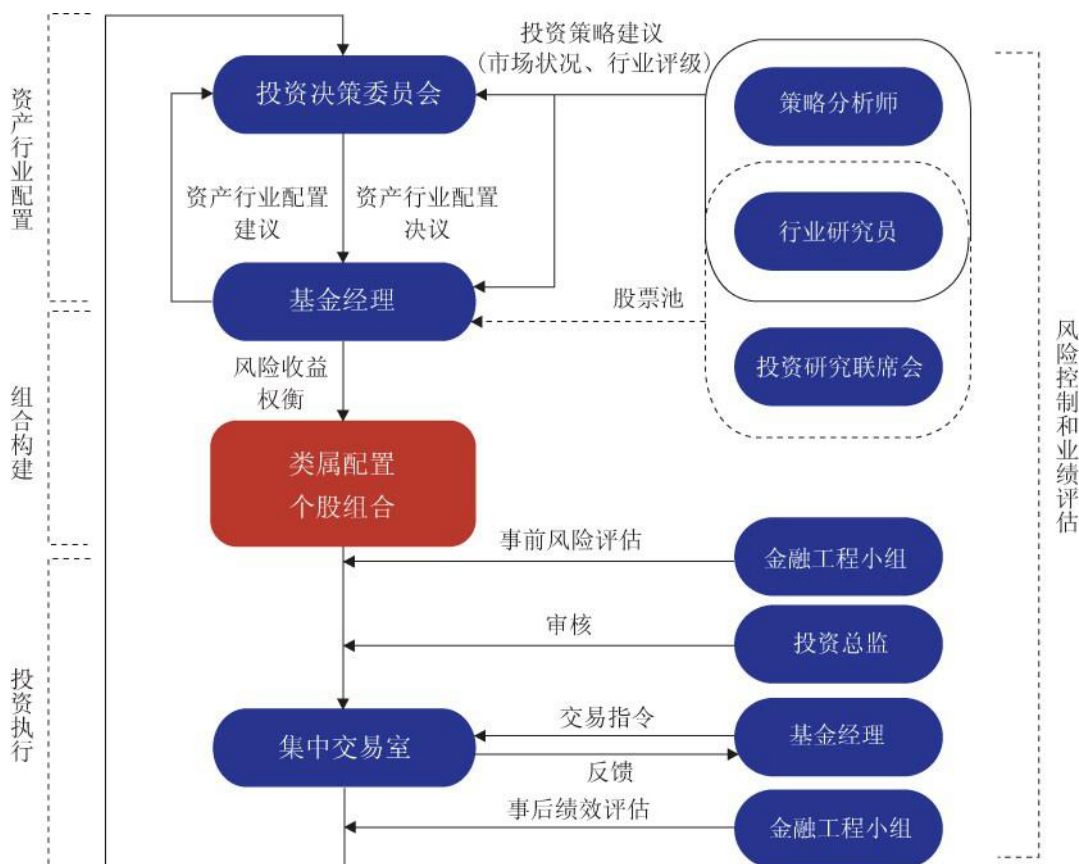 投资策略建议
(市场状况、行业评级)
投资决策委员会
策略分析师
资产行业配置
资产行业配置
建议
资产行业配置
决议
行业研究员
基金经理
股票池
投资研究联席会
风险收益
权衡
组合构建
类属配置
个股组合
风险控制和业绩评估
事前风险评估
金融工程小组
审核
投资总监
投资执行
集中交易室
交易指令
反馈
基金经理
事后绩效评估
金融工程小组